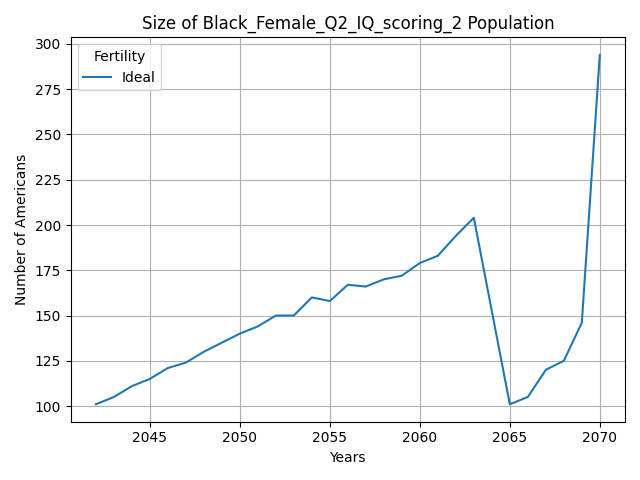 Size of Black_Female_Q2_IQ_scoring_2 Population
Fertility
Ideal
Number of Americans
300
275
250
225
200
175
150
125
100
2045 2050 2055 2060 2065 2070
Years